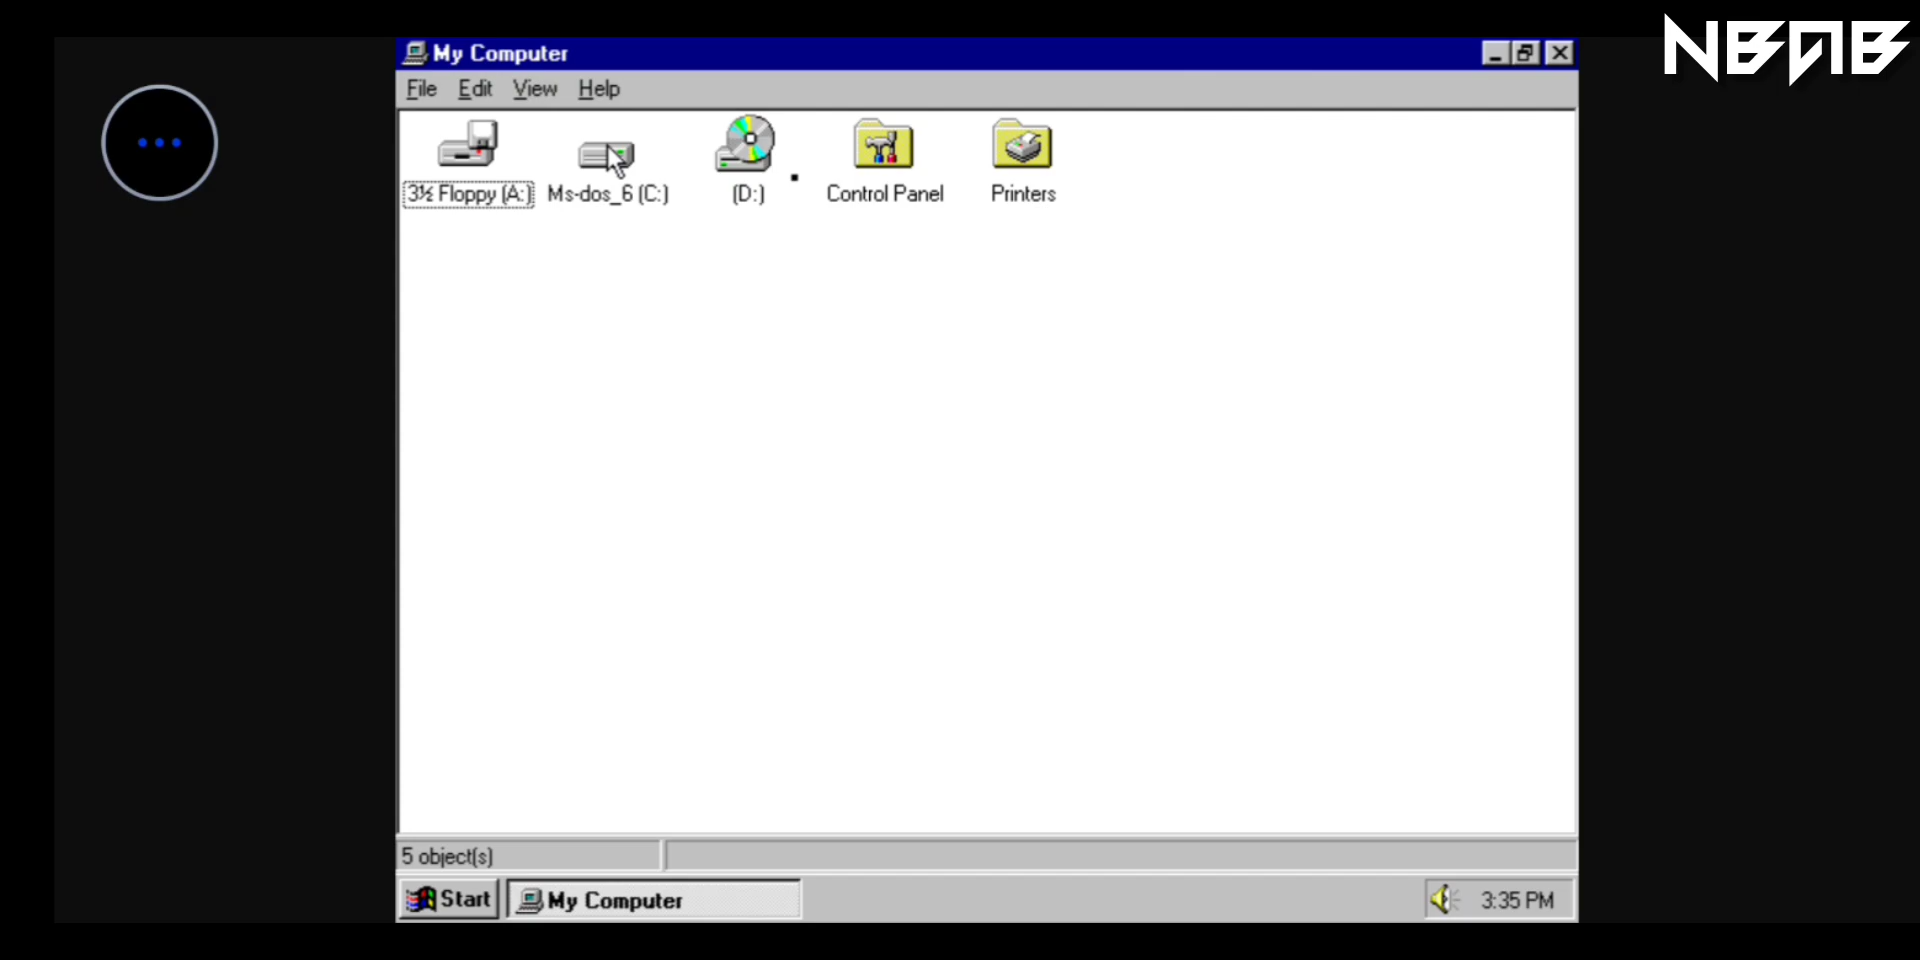 NBAB
My Computer
File Edit View Help
3½ Floppy (A:) Ms-dos_6 (C:) (D:) Control Panel Printers
5 object(s)
Start My Computer 3:35 PM